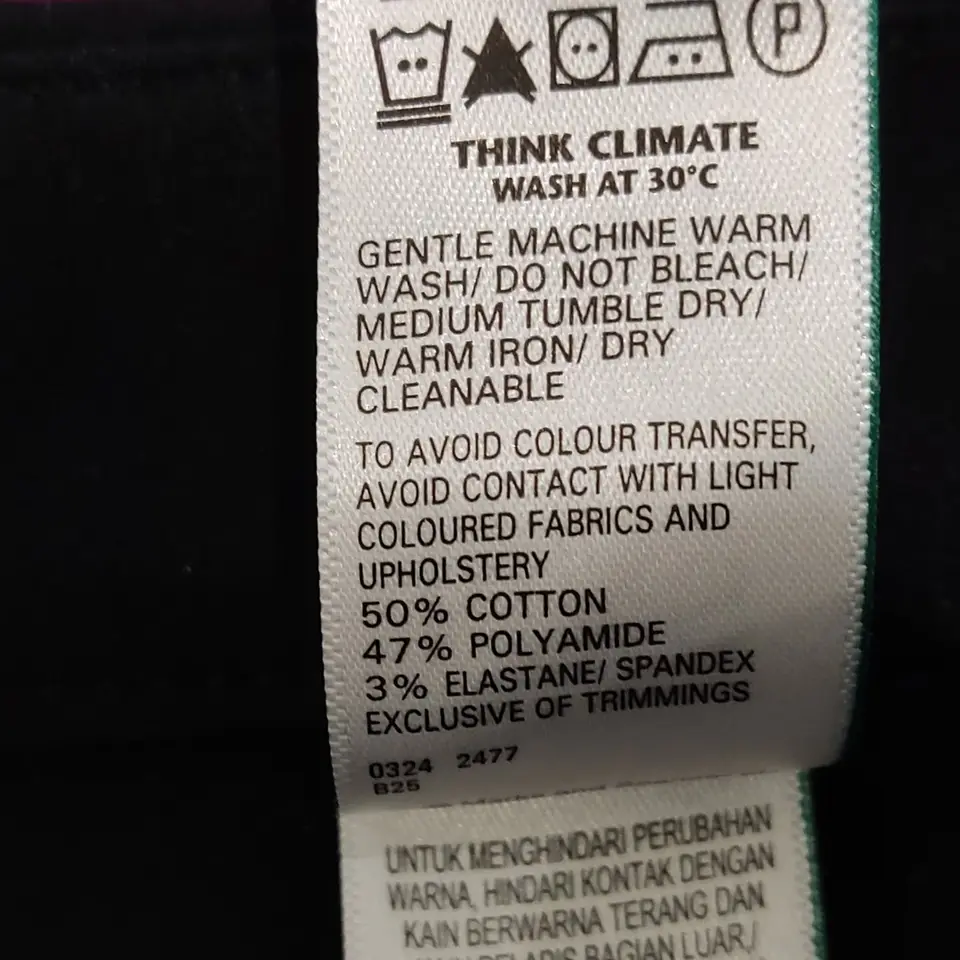 P
THINK CLIMATE
WASH AT 30°C
GENTLE MACHINE WARM
WASH/ DO NOT BLEACH/
MEDIUM TUMBLE DRY/
WARM IRON/ DRY
CLEANABLE
TO AVOID COLOUR TRANSFER,
AVOID CONTACT WITH LIGHT
COLOURED FABRICS AND
UPHOLSTERY
50% COTTON
47% POLYAMIDE
3% ELASTANE/ SPANDEX
EXCLUSIVE OF TRIMMINGS
0324 2477
B25
UNTUK MENGHINDARI PERUBAHAN
WARNA, HINDARI KONTAK DENGAN
KAIN BERWARNA TERANG DAN
BAGIAN LUAR/